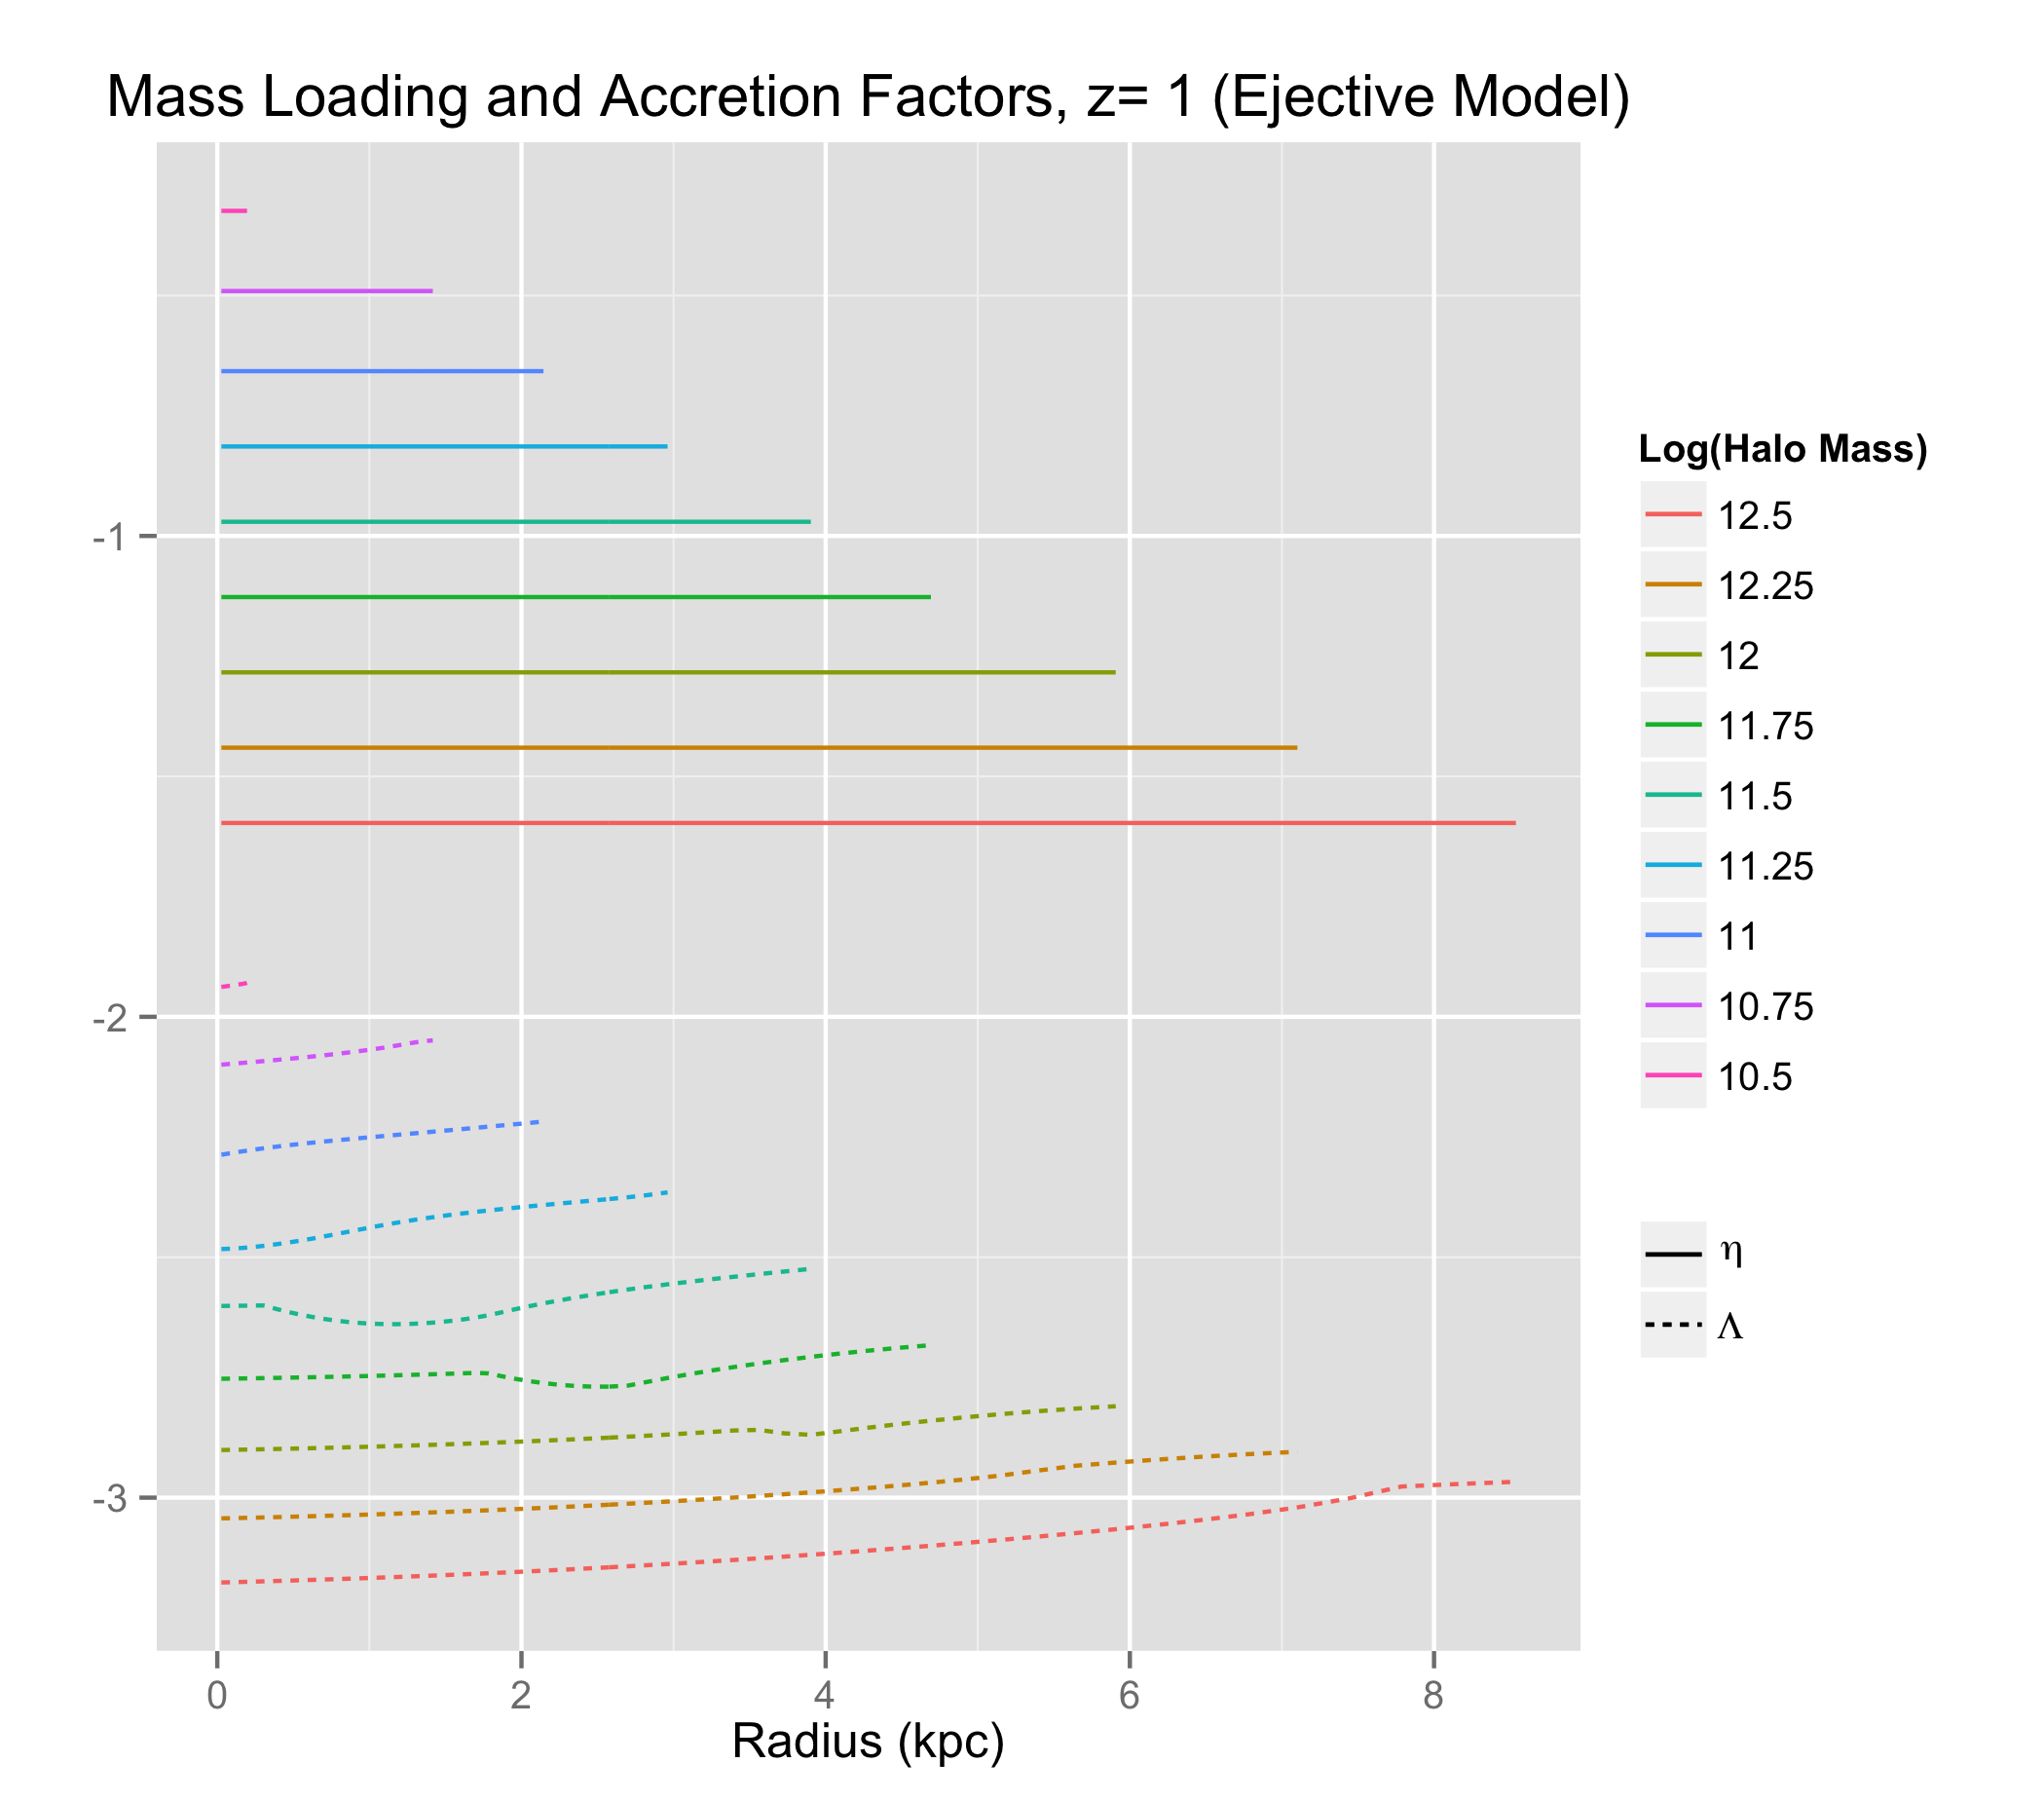 Mass Loading and Accretion Factors, z= 1 (Ejective Model)
-1
-2
-3
0 2 4 6 8
Radius (kpc)
Log(Halo Mass)
12.5
12.25
12
11.75
11.5
11.25
11
10.75
10.5
η
Λ